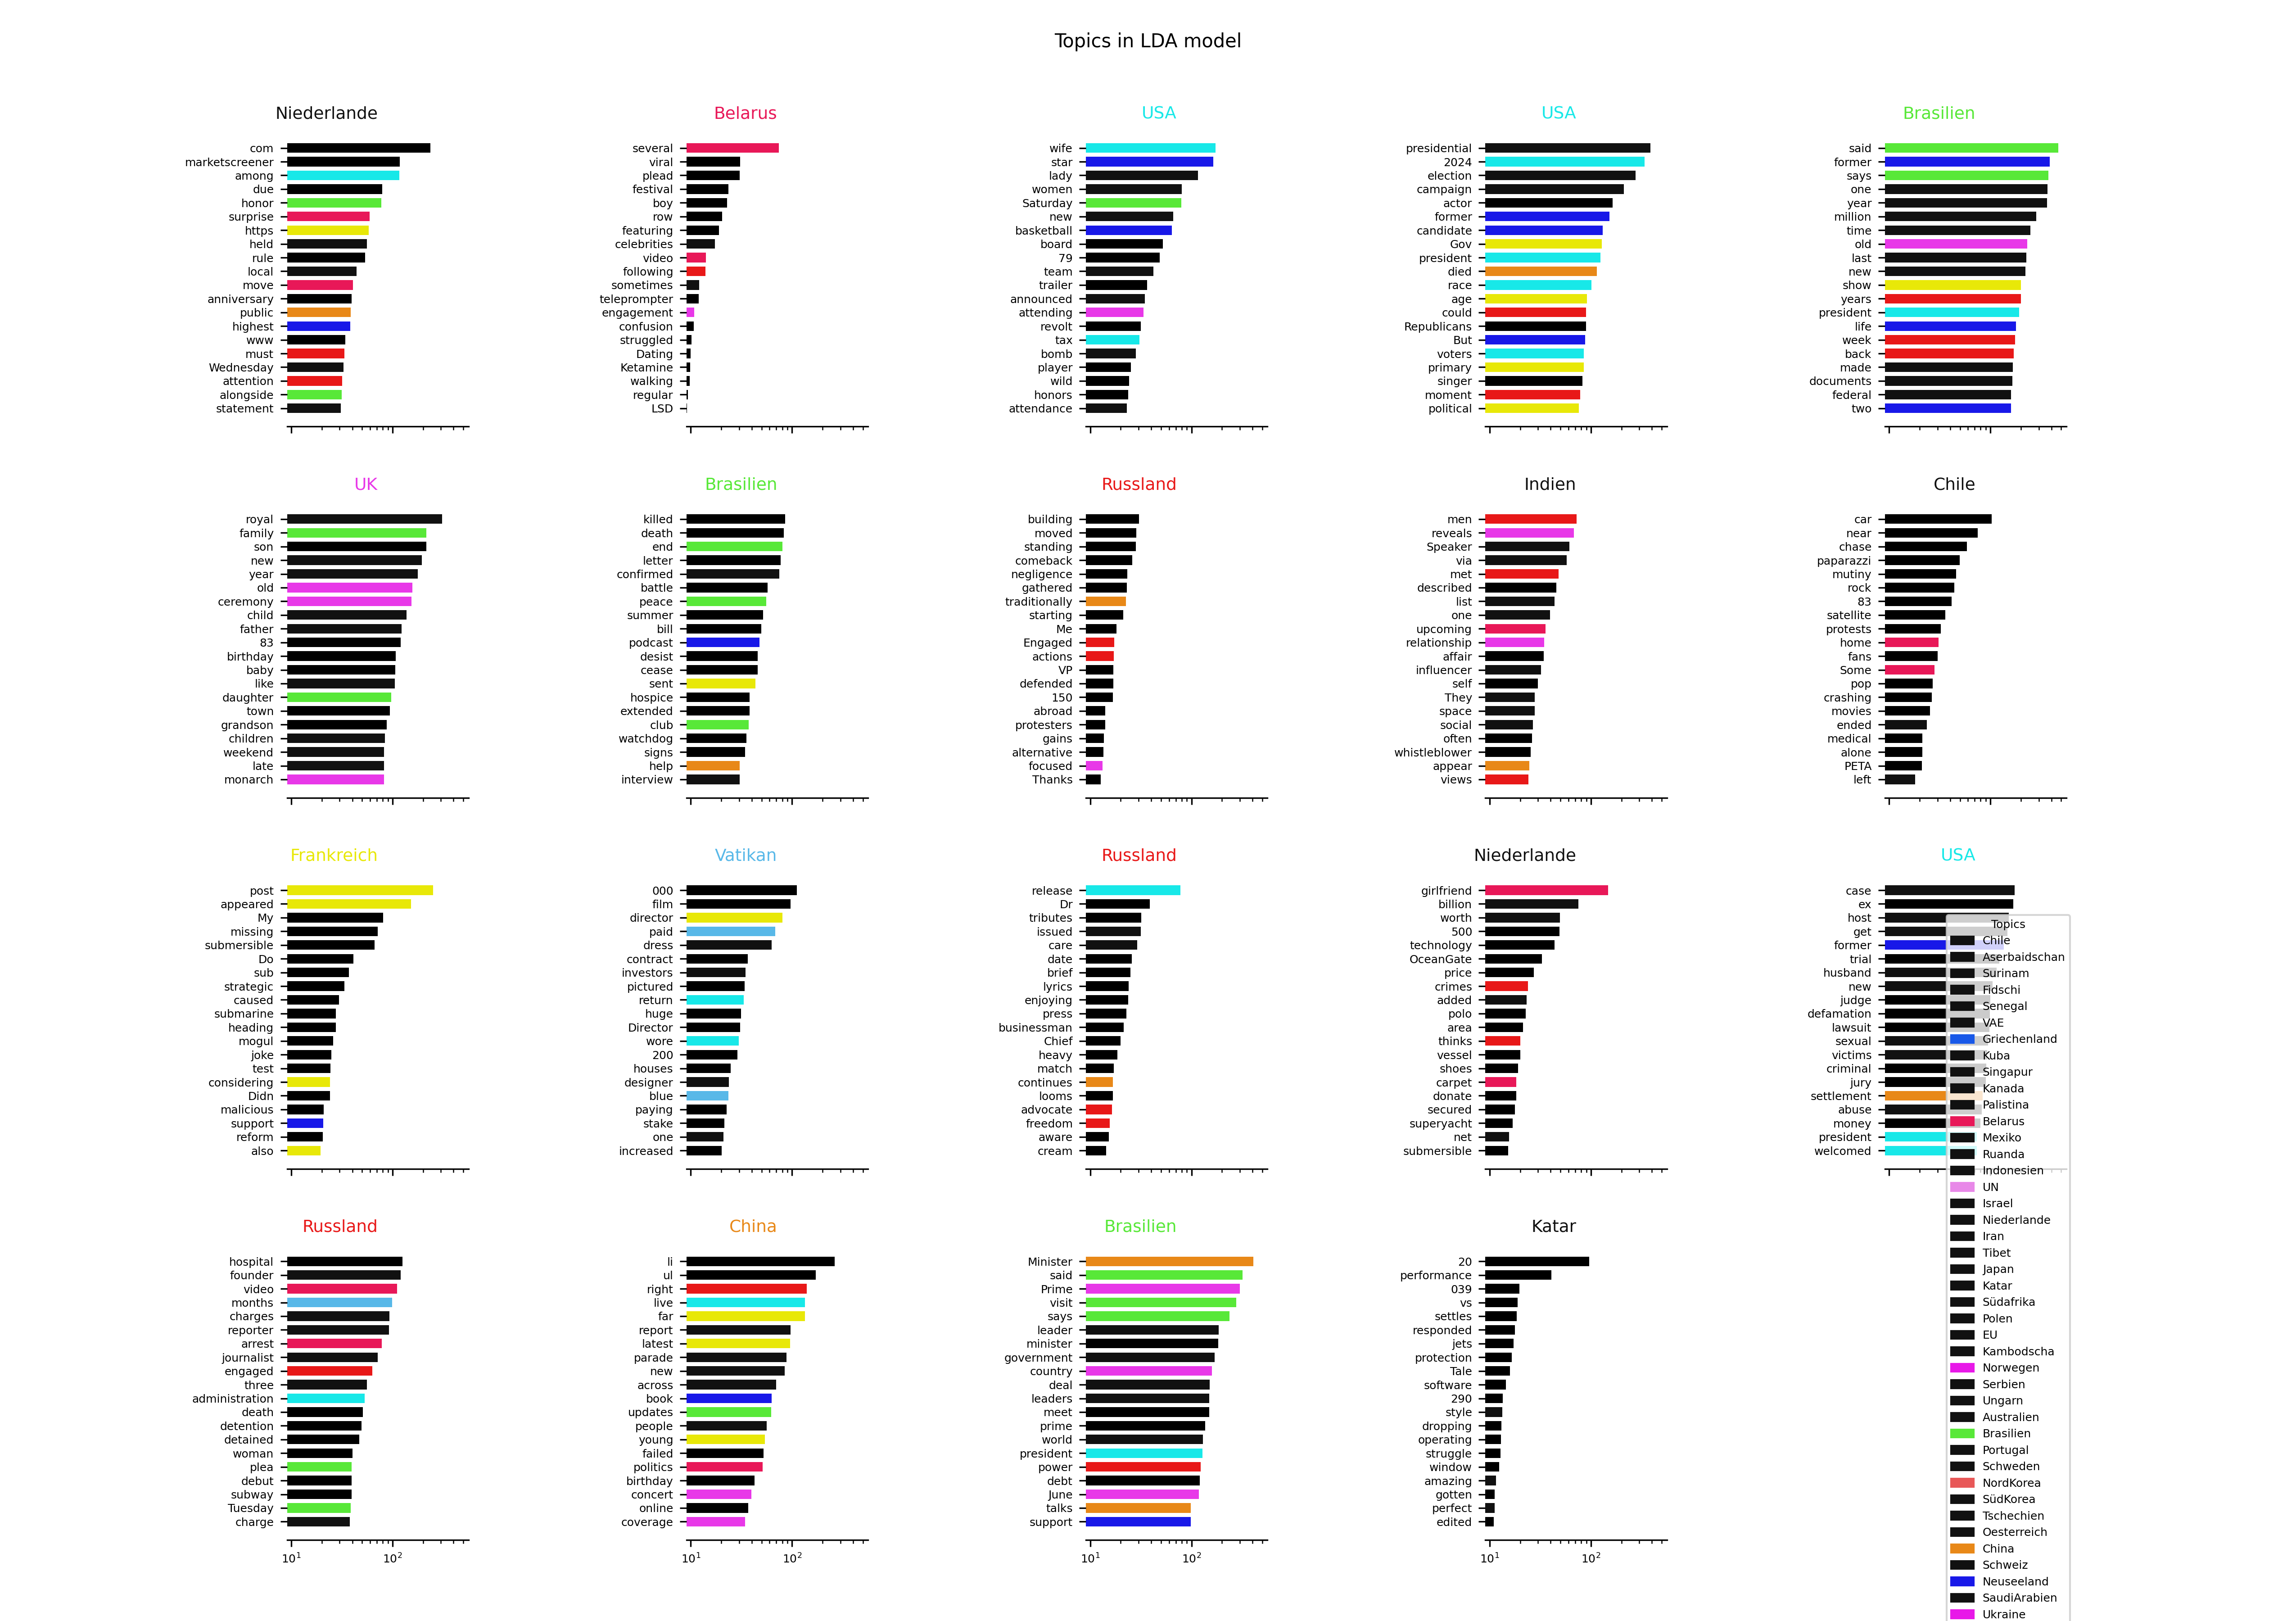 Topics in LDA model
Niederlande
com
marketscreener
among
due
honor
surprise
https
held
rule
local
move
anniversary
public
highest
www
must
Wednesday
attention
alongside
statement
Belarus
several
viral
plead
festival
boy
row
featuring
celebrities
video
following
sometimes
teleprompter
engagement
confusion
struggled
Dating
Ketamine
walking
regular
LSD
USA
wife
star
lady
women
Saturday
new
basketball
board
79
team
trailer
announced
attending
revolt
tax
bomb
player
wild
honors
attendance
USA
presidential
2024
election
campaign
actor
former
candidate
Gov
president
died
race
age
could
Republicans
But
voters
primary
singer
moment
political
Brasilien
said
former
says
one
year
million
time
old
last
new
show
years
president
life
week
back
made
documents
federal
two
UK
royal
family
son
new
year
old
ceremony
child
father
83
birthday
baby
like
daughter
town
grandson
children
weekend
late
monarch
Brasilien
killed
death
end
letter
confirmed
battle
peace
summer
bill
podcast
desist
cease
sent
hospice
extended
club
watchdog
signs
help
interview
Russland
building
moved
standing
comeback
negligence
gathered
traditionally
starting
Me
Engaged
actions
VP
defended
150
abroad
protesters
gains
alternative
focused
Thanks
Indien
men
reveals
Speaker
via
met
described
list
one
upcoming
relationship
affair
influencer
self
They
space
social
often
whistleblower
appear
views
Chile
car
near
chase
paparazzi
mutiny
rock
83
satellite
protests
home
fans
Some
pop
crashing
movies
ended
medical
alone
PETA
left
Frankreich
post
appeared
My
missing
submersible
Do
sub
strategic
caused
submarine
heading
mogul
joke
test
considering
Didn
malicious
support
reform
also
Vatikan
000
film
director
paid
dress
contract
investors
pictured
return
huge
Director
wore
200
houses
designer
blue
paying
stake
one
increased
Russland
release
Dr
tributes
issued
care
date
brief
lyrics
enjoying
press
businessman
Chief
heavy
match
continues
looms
advocate
freedom
aware
cream
Niederlande
girlfriend
billion
worth
500
technology
OceanGate
price
crimes
added
polo
area
thinks
vessel
shoes
carpet
donate
secured
superyacht
net
submersible
USA
case
ex
host
get
former
trial
husband
new
judge
defamation
lawsuit
sexual
victims
criminal
jury
settlement
abuse
money
president
welcomed
Topics
Chile
Aserbaidschan
Surinam
Fidschi
Senegal
VAE
Griechenland
Kuba
Singapur
Kanada
Palistina
Belarus
Mexiko
Ruanda
Indonesien
UN
Israel
Niederlande
Iran
Tibet
Japan
Katar
Südafrika
Polen
EU
Kambodscha
Norwegen
Serbien
Ungarn
Australien
Brasilien
Portugal
Schweden
NordKorea
SüdKorea
Tschechien
Oesterreich
China
Schweiz
Neuseeland
SaudiArabien
Ukraine
Russland
hospital
founder
video
months
charges
reporter
arrest
journalist
engaged
three
administration
death
detention
detained
woman
plea
debut
subway
Tuesday
charge
10¹ 10²
China
li
ul
right
live
far
report
latest
parade
new
across
book
updates
people
young
failed
politics
birthday
concert
online
coverage
10¹ 10²
Brasilien
Minister
said
Prime
visit
says
leader
minister
government
country
deal
leaders
meet
prime
world
president
power
debt
June
talks
support
10¹ 10²
Katar
20
performance
039
vs
settles
responded
jets
protection
Tale
software
290
style
dropping
operating
struggle
window
amazing
gotten
perfect
edited
10¹ 10²